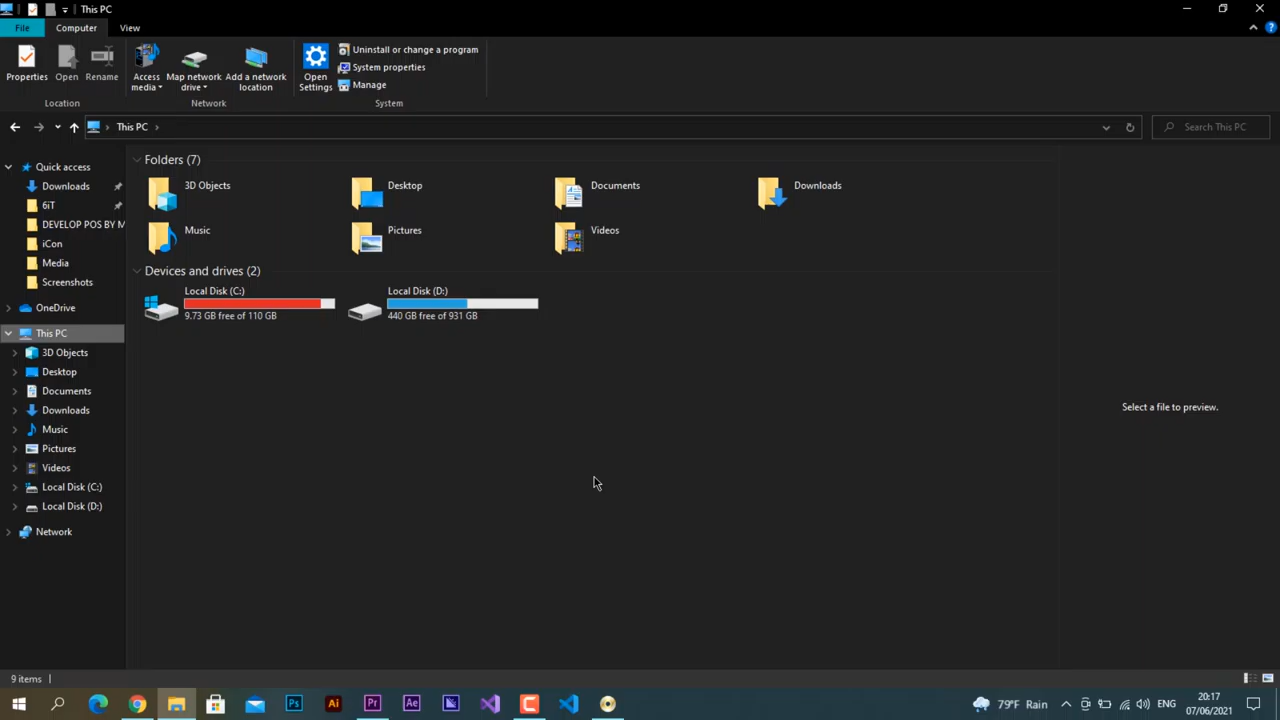 This PC
File Computer View
Properties Open Rename Access media Map network drive Add a network location Open Settings Uninstall or change a program
System properties
Manage
Location Network System
This PC Search This PC
Quick access
Downloads
6iT
DEVELOP POS BY M
iCon
Media
Screenshots
OneDrive
This PC
3D Objects
Desktop
Documents
Downloads
Music
Pictures
Videos
Local Disk (C:)
Local Disk (D:)
Network
Folders (7)
3D Objects Desktop Documents Downloads
Music Pictures Videos
Devices and drives (2)
Local Disk (C:) Local Disk (D:)
9.73 GB free of 110 GB 440 GB free of 931 GB
Select a file to preview.
9 items
Ps Ai Pr Ae C 79°F Rain ENG 20:17
07/06/2021